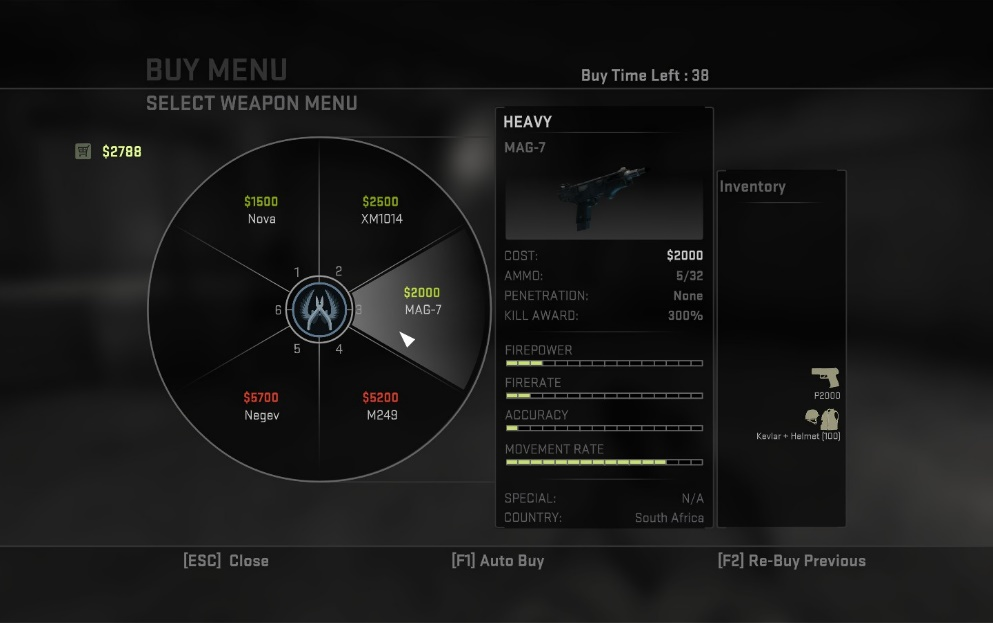 BUY MENU
Buy Time Left : 38
SELECT WEAPON MENU
$2788
$1500
Nova
$2500
XM1014
$2000
MAG-7
$5200
M249
$5700
Negev
1
2
3
4
5
6
HEAVY
MAG-7
COST: $2000
AMMO: 5/32
PENETRATION: None
KILL AWARD: 300%
FIREPOWER
FIRERATE
ACCURACY
MOVEMENT RATE
SPECIAL: N/A
COUNTRY: South Africa
Inventory
P2000
Kevlar + Helmet (100)
[ESC] Close
[F1] Auto Buy
[F2] Re-Buy Previous